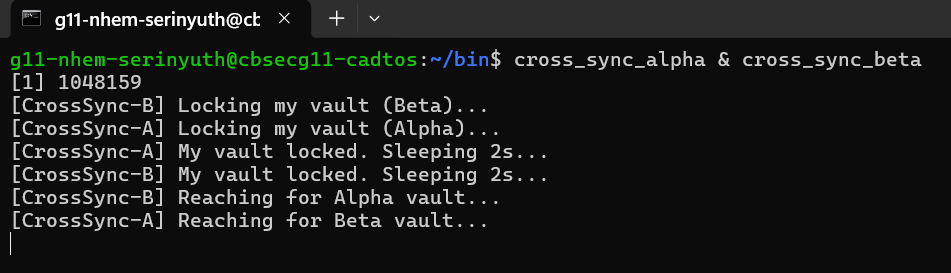 g11-nhem-serinyuth@cb
g11-nhem-serinyuth@cbsecg11-cadtos:~/bin$ cross_sync_alpha & cross_sync_beta
[1] 1048159
[CrossSync-B] Locking my vault (Beta)...
[CrossSync-A] Locking my vault (Alpha)...
[CrossSync-A] My vault locked. Sleeping 2s...
[CrossSync-B] My vault locked. Sleeping 2s...
[CrossSync-B] Reaching for Alpha vault...
[CrossSync-A] Reaching for Beta vault...